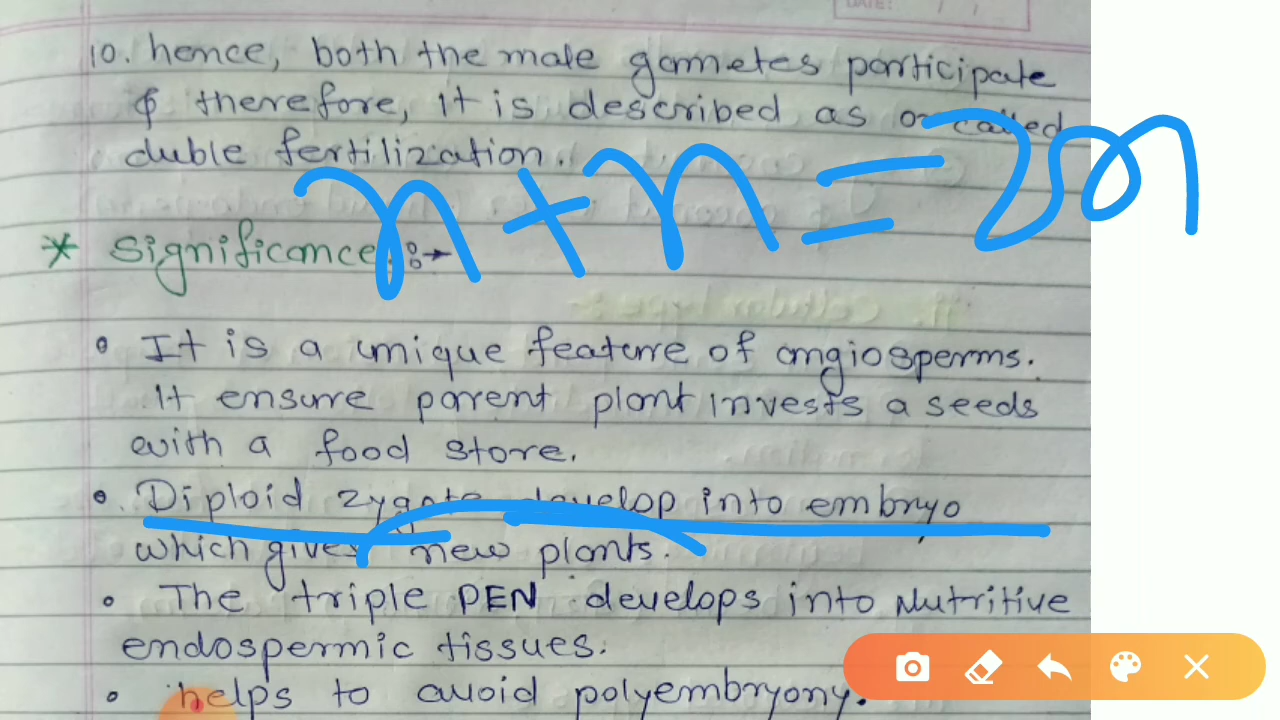 DATE: / /
10. hence, both the male gametes participate
& therefore, it is described as or called
duble fertilization.
n + n = 2n
* Significance :→
• It is a unique feature of angiosperms.
It ensure parent plant invests a seeds
with a food store.
• Diploid zygote develop into embryo
which gives new plants.
• The triple PEN develops into Nutritive
endospermic tissues.
• helps to avoid polyembryony.